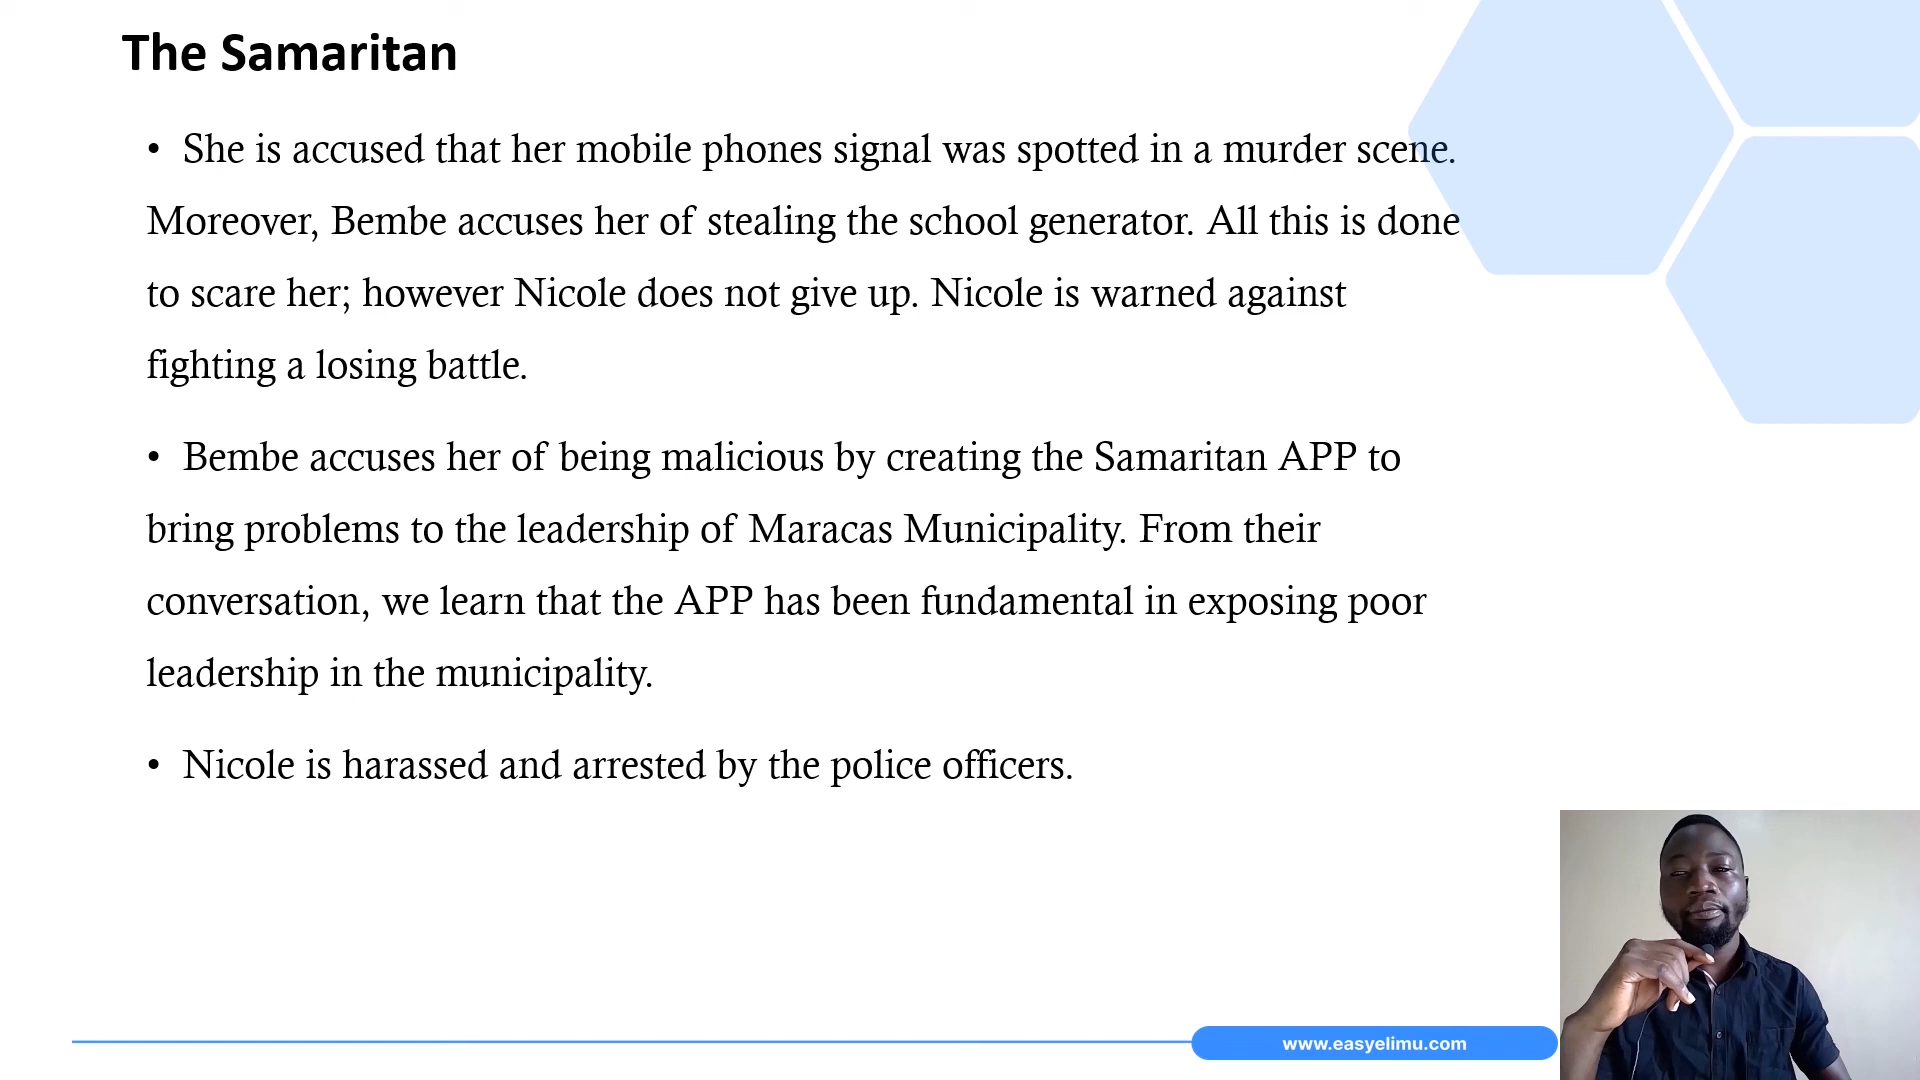 The Samaritan
• She is accused that her mobile phones signal was spotted in a murder scene.
Moreover, Bembe accuses her of stealing the school generator. All this is done
to scare her; however Nicole does not give up. Nicole is warned against
fighting a losing battle.
• Bembe accuses her of being malicious by creating the Samaritan APP to
bring problems to the leadership of Maracas Municipality. From their
conversation, we learn that the APP has been fundamental in exposing poor
leadership in the municipality.
• Nicole is harassed and arrested by the police officers.
www.easyelimu.com